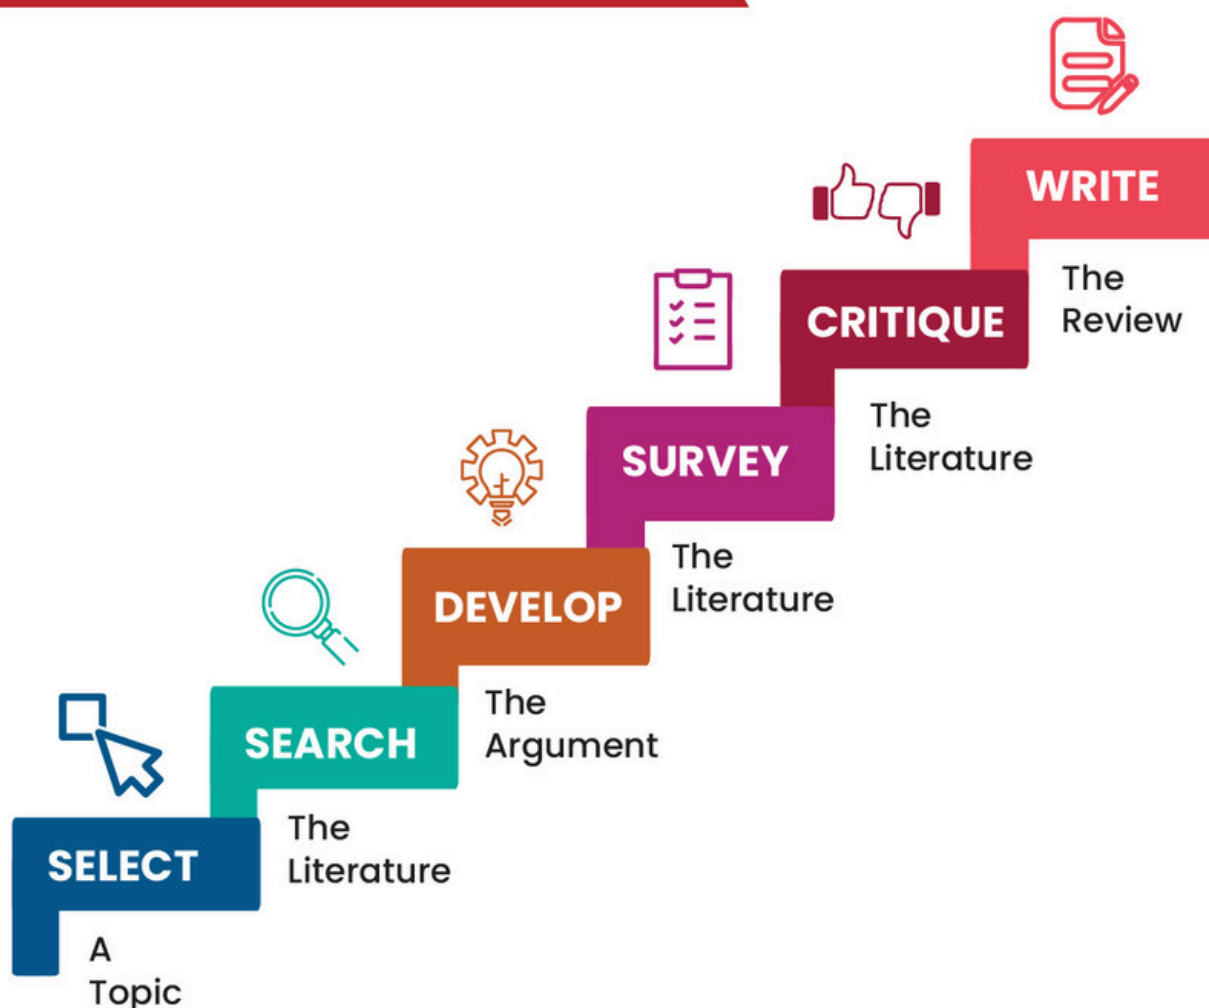 SELECT
A
Topic
SEARCH
The
Literature
DEVELOP
The
Argument
SURVEY
The
Literature
CRITIQUE
The
Literature
WRITE
The
Review